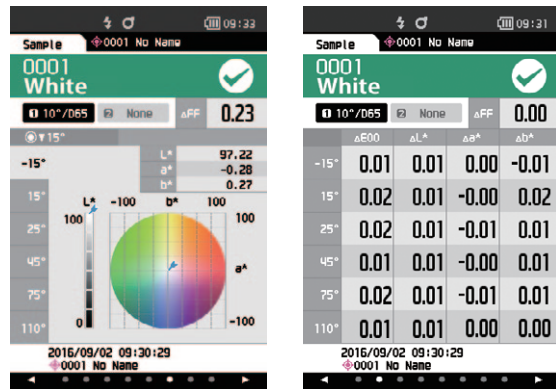 09:33
Sample 0001 No Name
0001
White
1 10°/D65 2 None ΔFF 0.23
▼15°
-15° L* 97.22
a* -0.28
b* 0.27
15°
25°
45°
75°
110°
L* -100 b* 100
100 100
a*
0 -100
2016/09/02 09:30:29
0001 No Name
09:31
Sample 0001 No Name
0001
White
1 10°/D65 2 None ΔFF 0.00
ΔE00 ΔL* Δa* Δb*
-15° 0.01 0.01 0.00 -0.01
15° 0.02 0.01 -0.00 0.02
25° 0.02 0.01 -0.01 0.01
45° 0.01 0.01 -0.00 0.01
75° 0.02 0.01 -0.01 0.01
110° 0.01 0.01 0.00 0.00
2016/09/02 09:30:29
0001 No Name